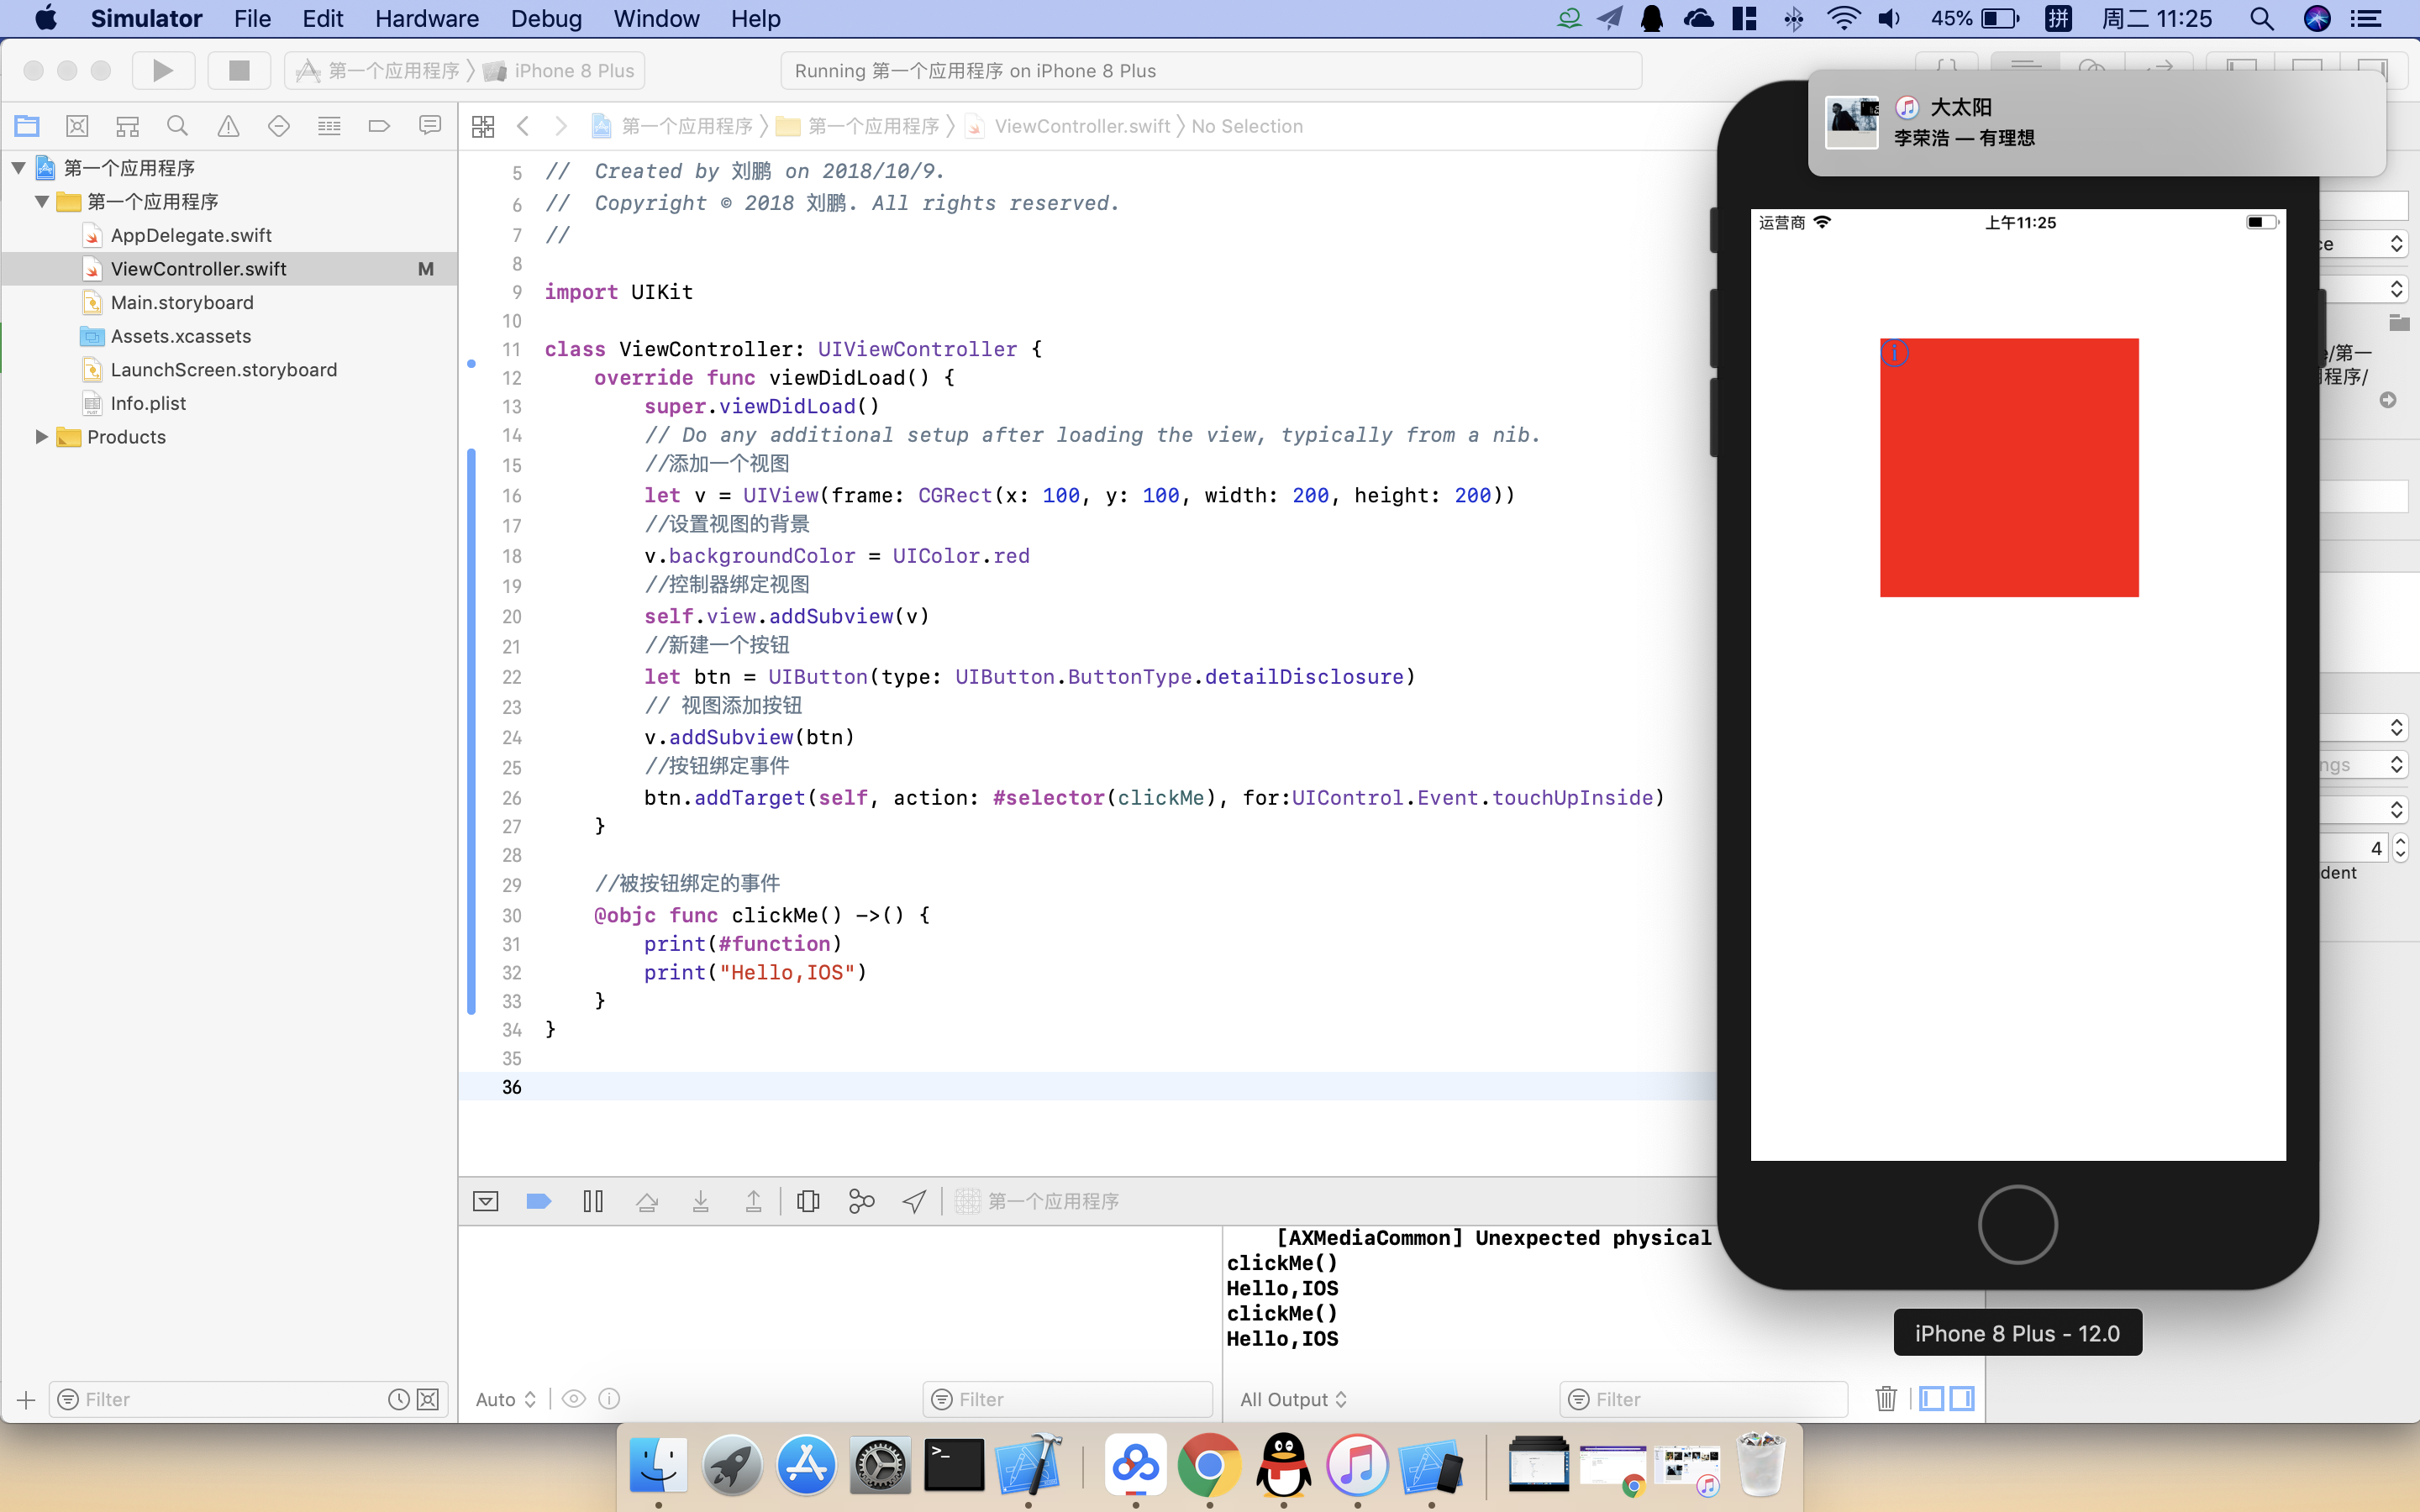 Simulator File Edit Hardware Debug Window Help 45% 拼 周二 11:25
第一个应用程序 iPhone 8 Plus
Running 第一个应用程序 on iPhone 8 Plus
大太阳
李荣浩 — 有理想
第一个应用程序 第一个应用程序 ViewController.swift No Selection
第一个应用程序
第一个应用程序
AppDelegate.swift
ViewController.swift M
Main.storyboard
Assets.xcassets
LaunchScreen.storyboard
Info.plist
Products
5 // Created by 刘鹏 on 2018/10/9.
6 // Copyright © 2018 刘鹏. All rights reserved.
7 //
8
9 import UIKit
10
11 class ViewController: UIViewController {
12 override func viewDidLoad() {
13 super.viewDidLoad()
14 // Do any additional setup after loading the view, typically from a nib.
15 //添加一个视图
16 let v = UIView(frame: CGRect(x: 100, y: 100, width: 200, height: 200))
17 //设置视图的背景
18 v.backgroundColor = UIColor.red
19 //控制器绑定视图
20 self.view.addSubview(v)
21 //新建一个按钮
22 let btn = UIButton(type: UIButton.ButtonType.detailDisclosure)
23 // 视图添加按钮
24 v.addSubview(btn)
25 //按钮绑定事件
26 btn.addTarget(self, action: #selector(clickMe), for:UIControl.Event.touchUpInside)
27 }
28
29 //被按钮绑定的事件
30 @objc func clickMe() ->() {
31 print(#function)
32 print("Hello,IOS")
33 }
34 }
35
36
运营商 上午11:25
/第一
程序/
ngs
4
dent
第一个应用程序
[AXMediaCommon] Unexpected physical
clickMe()
Hello,IOS
clickMe()
Hello,IOS
iPhone 8 Plus - 12.0
Filter
Auto
Filter
All Output
Filter